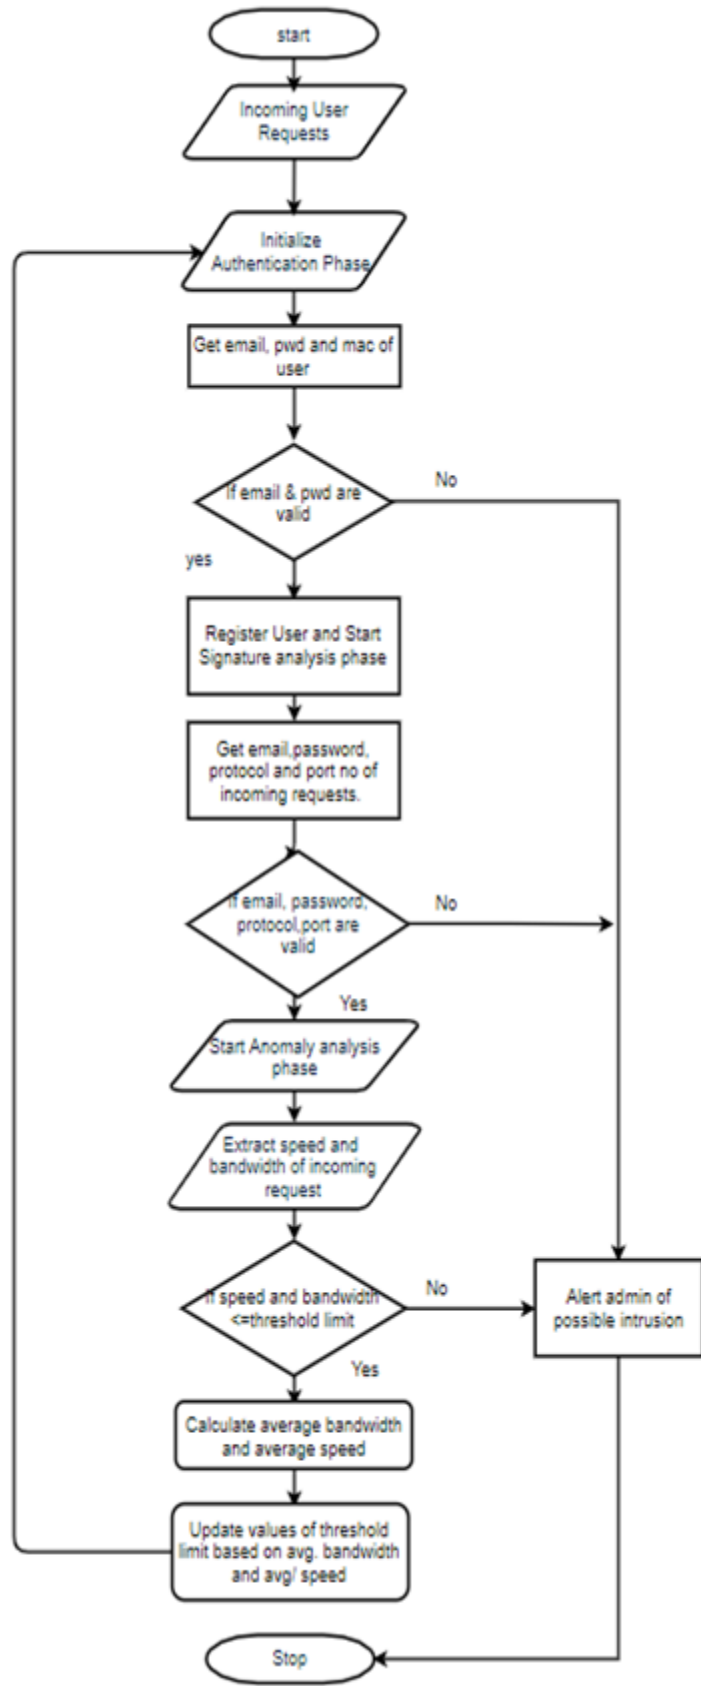 start
Incoming User
Requests
Initialize
Authentication Phase
Get email, pwd and mac of
user
If email & pwd are
valid
No
yes
Register User and Start
Signature analysis phase
Get email,password,
protocol and port no of
incoming requests.
If email, password,
protocol,port are
valid
No
Yes
Start Anomaly analysis
phase
Extract speed and
bandwidth of incoming
request
If speed and bandwidth
<=threshold limit
No
Alert admin of
possible intrusion
Yes
Calculate average bandwidth
and average speed
Update values of threshold
limit based on avg. bandwidth
and avg/ speed
Stop